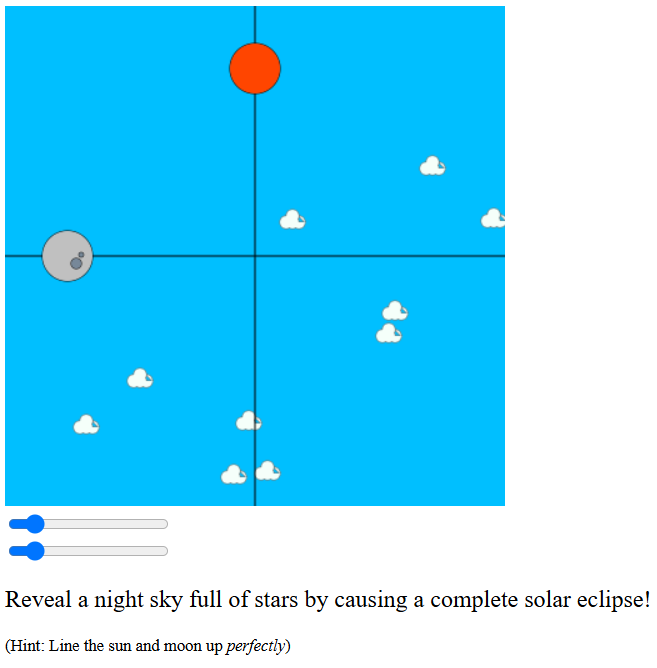 Reveal a night sky full of stars by causing a complete solar eclipse!
(Hint: Line the sun and moon up perfectly)